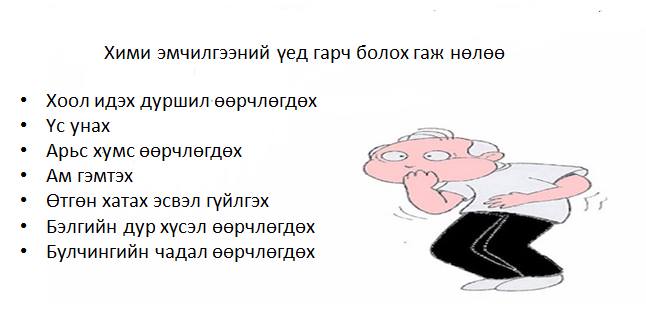 Хими эмчилгээний үед гарч болох гаж нөлөө
• Хоол идэх дуршил өөрчлөгдөх
• Үс унах
• Арьс хумс өөрчлөгдөх
• Ам гэмтэх
• Өтгөн хатах эсвэл гүйлгэх
• Бэлгийн дур хүсэл өөрчлөгдөх
• Булчингийн чадал өөрчлөгдөх